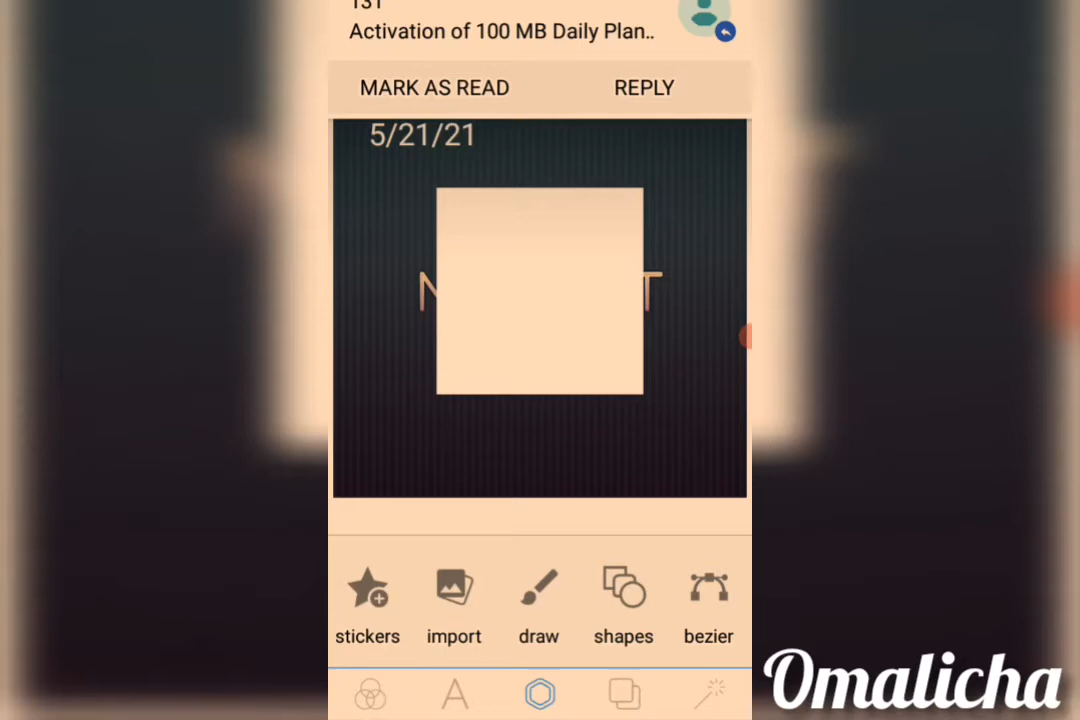 131
Activation of 100 MB Daily Plan..
MARK AS READ REPLY
5/21/21
stickers import draw shapes bezier
Omalicha